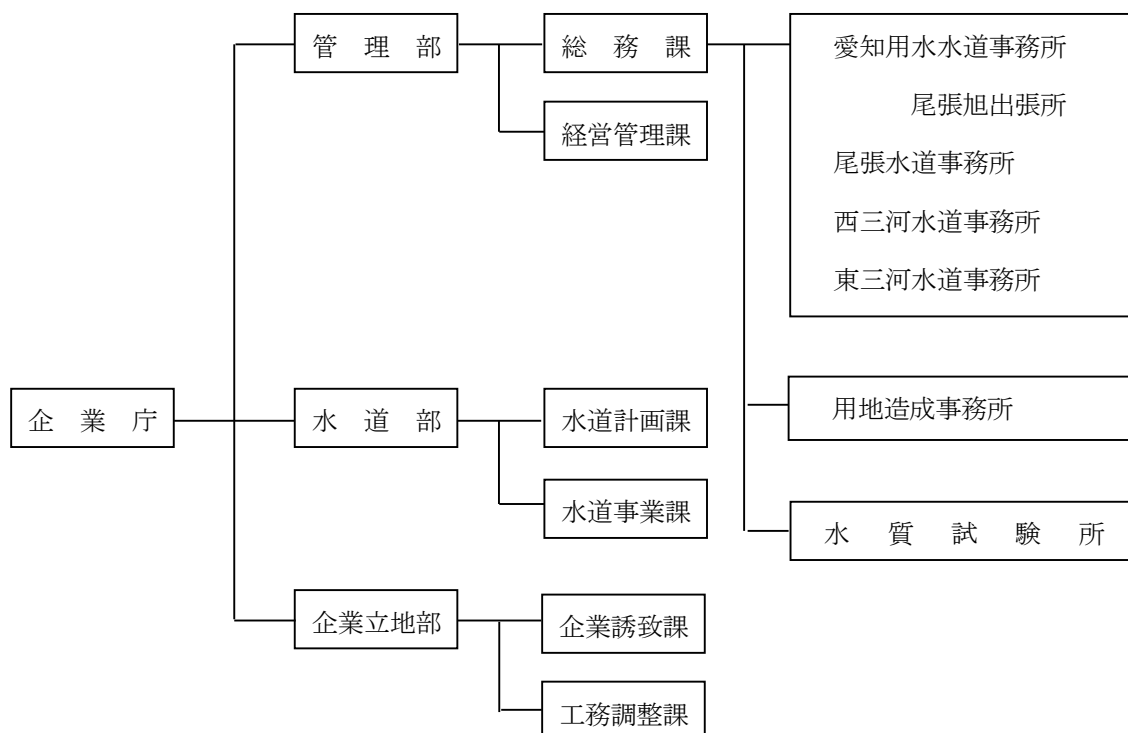 企業庁
管理部
総務課
経営管理課
愛知用水水道事務所
尾張旭出張所
尾張水道事務所
西三河水道事務所
東三河水道事務所
用地造成事務所
水質試験所
水道部
水道計画課
水道事業課
企業立地部
企業誘致課
工務調整課